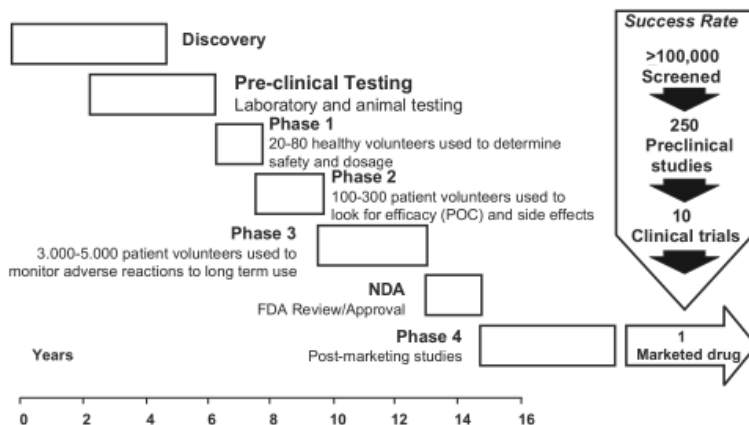 Discovery
Pre-clinical Testing
Laboratory and animal testing
Phase 1
20-80 healthy volunteers used to determine
safety and dosage
Phase 2
100-300 patient volunteers used to
look for efficacy (POC) and side effects
Phase 3
3.000-5.000 patient volunteers used to
monitor adverse reactions to long term use
NDA
FDA Review/Approval
Phase 4
Post-marketing studies
Years
0 2 4 6 8 10 12 14 16
Success Rate
>100,000
Screened
250
Preclinical
studies
10
Clinical trials
1
Marketed drug